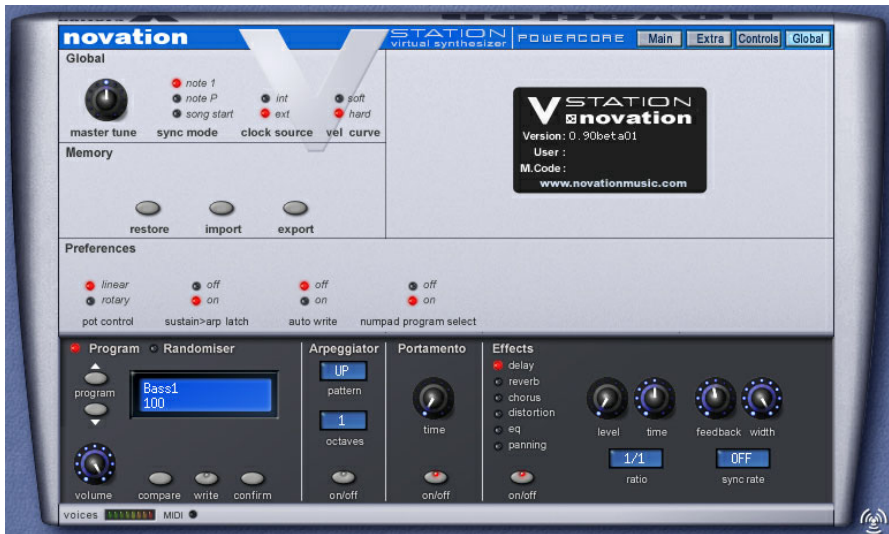 novation
V STATION
virtual synthesizer
POWERCORE
Main Extra Controls Global
Global
note 1
note P
song start
int
ext
soft
hard
master tune sync mode clock source vel curve
V STATION
novation
Version: 0.90beta01
User :
M.Code :
www.novationmusic.com
Memory
restore import export
Preferences
linear
rotary
off
on
off
on
off
on
pot control sustain>arp latch auto write numpad program select
Program Randomiser
program
Bass1
100
volume compare write confirm
Arpeggiator
UP
pattern
1
octaves
on/off
Portamento
time
on/off
Effects
delay
reverb
chorus
distortion
eq
panning
on/off
level time feedback width
1/1
ratio
OFF
sync rate
voices MIDI